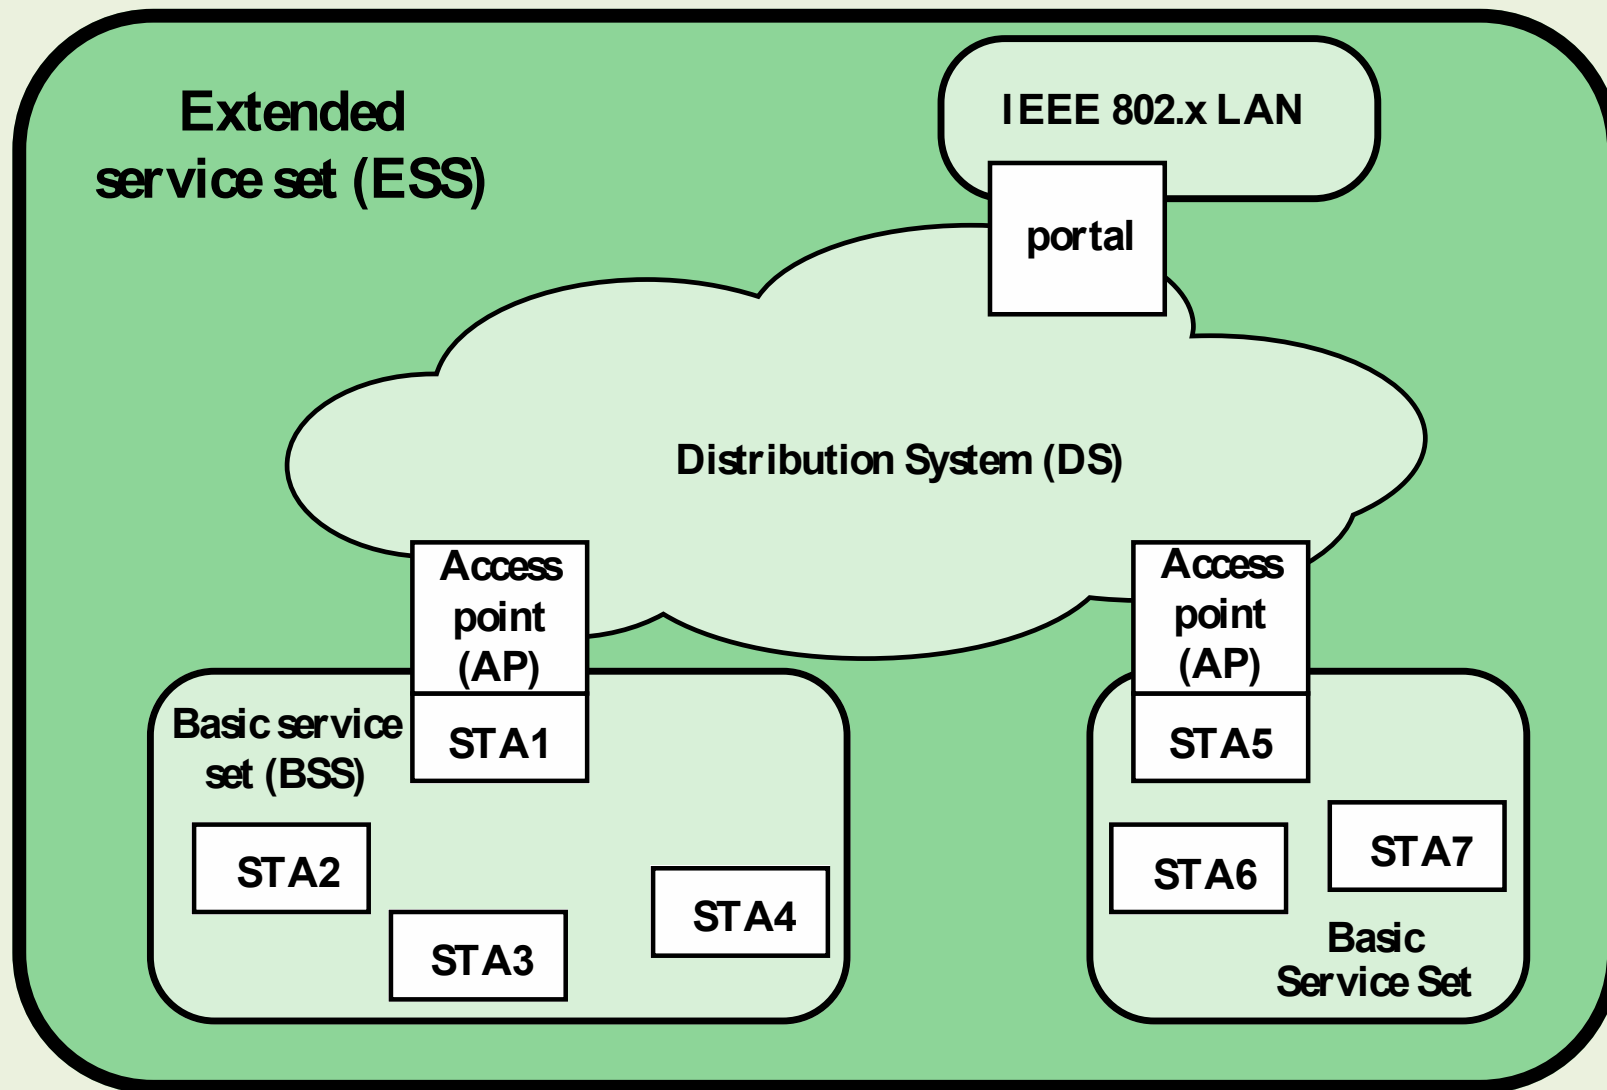 Extended
service set (ESS)
IEEE 802.x LAN
portal
Distribution System (DS)
Access
point
(AP)
STA1
Basic service
set (BSS)
STA2
STA3
STA4
Access
point
(AP)
STA5
STA6
STA7
Basic
Service Set